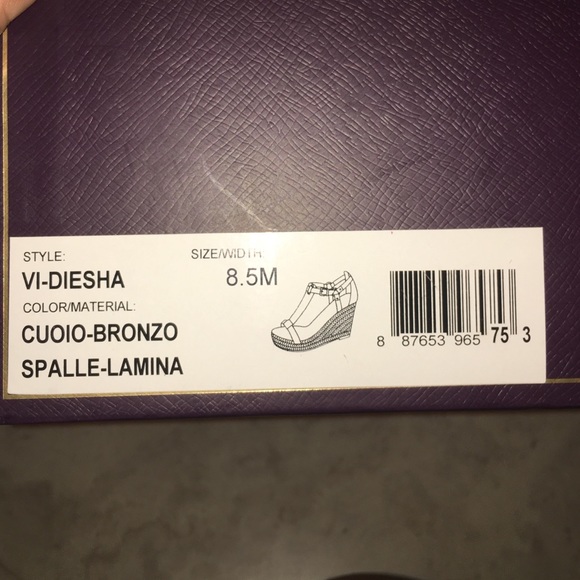 STYLE: SIZE/WIDTH:
VI-DIESHA 8.5M
COLOR/MATERIAL:
CUOIO-BRONZO
SPALLE-LAMINA
8 87653 965 75 3